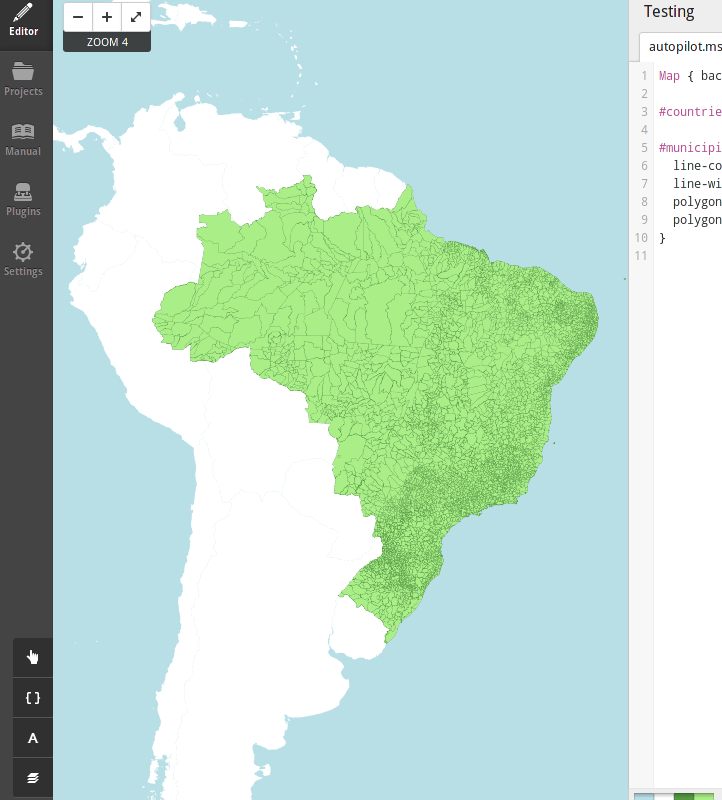 Editor
Projects
Manual
Plugins
Settings
{}
A
− + 
ZOOM 4
Testing
autopilot.ms
1 Map { bac
2
3 #countrie
4
5 #municipi
6 line-co
7 line-wi
8 polygon
9 polygon
10 }
11